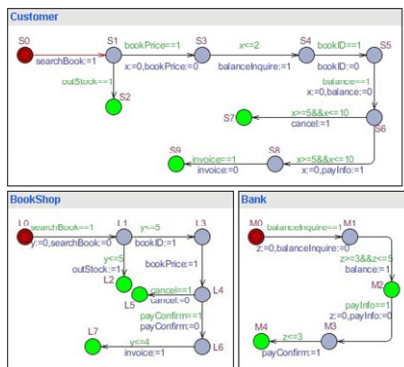 Customer
S0
searchBook:=1
S1
bookPrice==1
x:=0,bookPrice:=0
S3
x<=2
balanceInquire:=1
S4
bookID==1
bookID:=0
S5
outStock==1
S2
balance==1
x:=0,balance:=0
S7
x>=5&&x<=10
cancel:=1
S6
S9
invoice==1
invoice:=0
S8
x>=5&&x<=10
x:=0,payInfo:=1
BookShop
L0
searchBook==1
y:=0,searchBook:=0
L1
y<=5
bookID:=1
L3
y<=5
outStock:=1
L2
bookPrice:=1
L5
cancel==1
cancel:=0
L4
payConfirm==1
payConfirm:=0
L7
y<=4
invoice:=1
L6
Bank
M0
balanceInquire==1
z:=0,balanceInquire:=0
M1
z>=3&&z<=5
balance:=1
M2
payInfo==1
z:=0,payInfo:=0
M4
z<=3
payConfirm:=1
M3